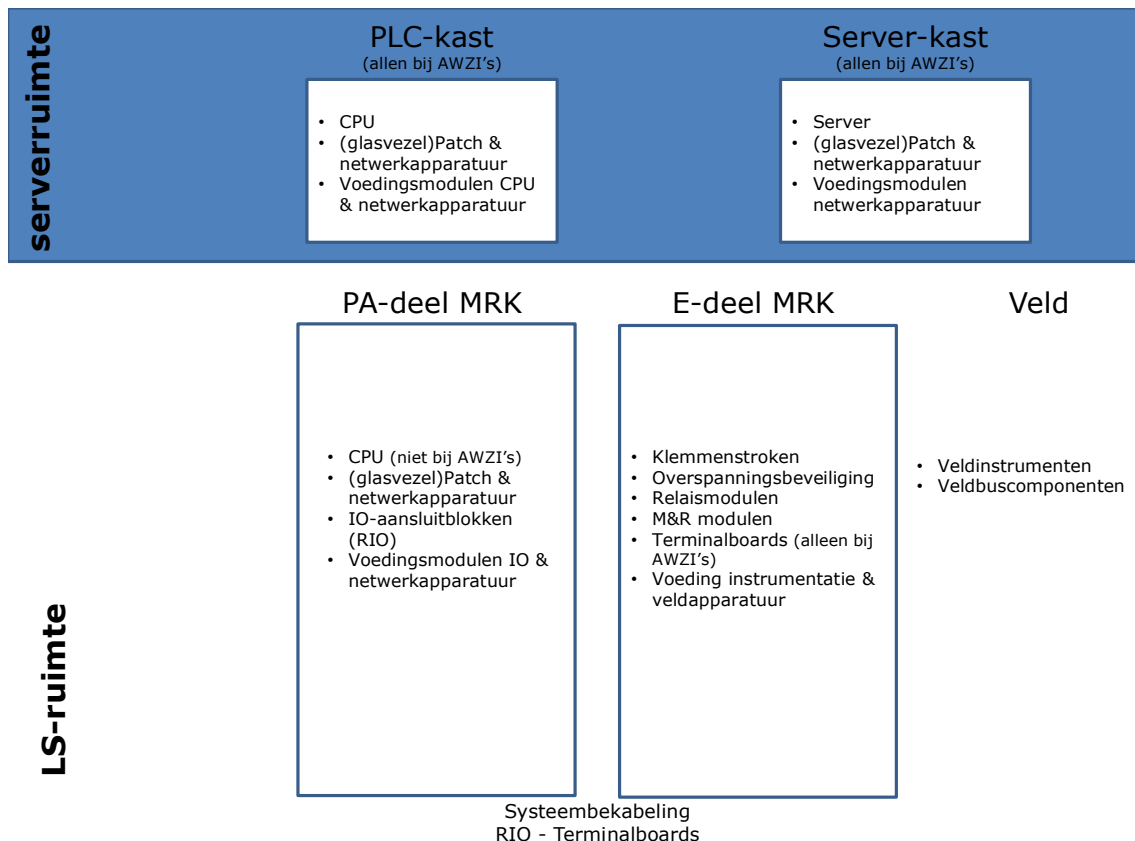 serverruimte
PLC-kast
(allen bij AWZI's)
• CPU
• (glasvezel)Patch &
netwerkapparatuur
• Voedingsmodulen CPU
& netwerkapparatuur
Server-kast
(allen bij AWZI's)
• Server
• (glasvezel)Patch &
netwerkapparatuur
• Voedingsmodulen
netwerkapparatuur
LS-ruimte
PA-deel MRK
• CPU (niet bij AWZI's)
• (glasvezel)Patch &
netwerkapparatuur
• IO-aansluitblokken
(RIO)
• Voedingsmodulen IO &
netwerkapparatuur
E-deel MRK
• Klemmenstroken
• Overspanningsbeveiliging
• Relaismodulen
• M&R modulen
• Terminalboards (alleen bij
AWZI's)
• Voeding instrumentatie &
veldapparatuur
Veld
• Veldinstrumenten
• Veldbuscomponenten
Systeembekabeling
RIO - Terminalboards